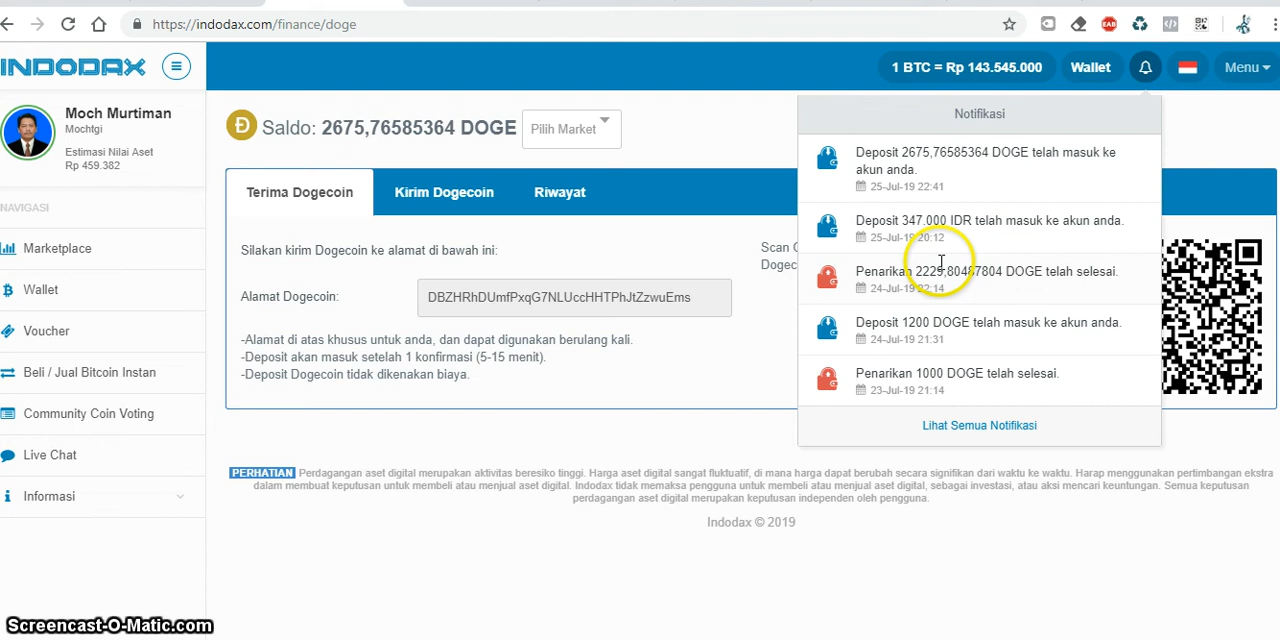 https://indodax.com/finance/doge
EAB
INDODAX
1 BTC = Rp 143.545.000
Wallet
Menu
Moch Murtiman
Mochtgi
Estimasi Nilai Aset
Rp 459.382
NAVIGASI
Marketplace
Wallet
Voucher
Beli / Jual Bitcoin Instan
Community Coin Voting
Live Chat
Informasi
Saldo: 2675,76585364 DOGE
Pilih Market
Terima Dogecoin
Kirim Dogecoin
Riwayat
Silakan kirim Dogecoin ke alamat di bawah ini:
Alamat Dogecoin:
DBZHRhDUmfPxqG7NLUccHHTPhJtZzwuEms
-Alamat di atas khusus untuk anda, dan dapat digunakan berulang kali.
-Deposit akan masuk setelah 1 konfirmasi (5-15 menit).
-Deposit Dogecoin tidak dikenakan biaya.
Scan
Notifikasi
Deposit 2675,76585364 DOGE telah masuk ke
akun anda.
25-Jul-19 22:41
Deposit 347.000 IDR telah masuk ke akun anda.
25-Jul-19 20:12
Penarikan 2229,80487804 DOGE telah selesai.
24-Jul-19 22:14
Deposit 1200 DOGE telah masuk ke akun anda.
24-Jul-19 21:31
Penarikan 1000 DOGE telah selesai.
23-Jul-19 21:14
Lihat Semua Notifikasi
PERHATIAN Perdagangan aset digital merupakan aktivitas beresiko tinggi. Harga aset digital sangat fluktuatif, di mana harga dapat berubah secara signifikan dari waktu ke waktu. Harap menggunakan pertimbangan ekstra
dalam membuat keputusan untuk membeli atau menjual aset digital. Indodax tidak memaksa pengguna untuk membeli atau menjual aset digital, sebagai investasi, atau aksi mencari keuntungan. Semua keputusan
perdagangan aset digital merupakan keputusan independen oleh pengguna.
Indodax © 2019
Screencast-O-Matic.com